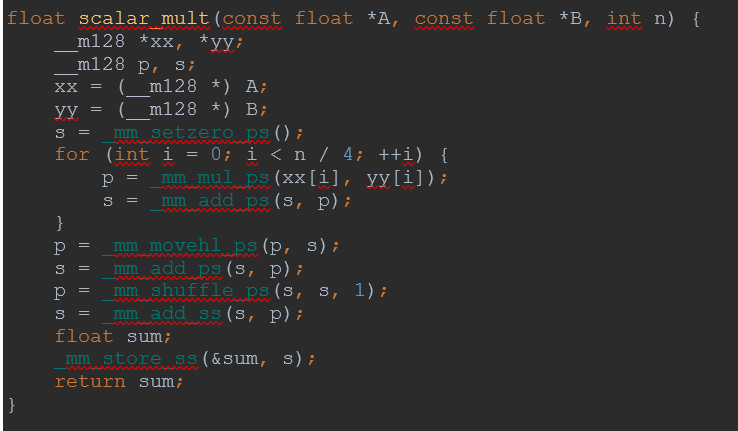 float scalar_mult(const float *A, const float *B, int n) {
    __m128 *xx, *yy;
    __m128 p, s;
    xx = (__m128 *) A;
    yy = (__m128 *) B;
    s = _mm_setzero_ps();
    for (int i = 0; i < n / 4; ++i) {
        p = _mm_mul_ps(xx[i], yy[i]);
        s = _mm_add_ps(s, p);
    }
    p = _mm_movehl_ps(p, s);
    s = _mm_add_ps(s, p);
    p = _mm_shuffle_ps(s, s, 1);
    s = _mm_add_ss(s, p);
    float sum;
    _mm_store_ss(&sum, s);
    return sum;
}